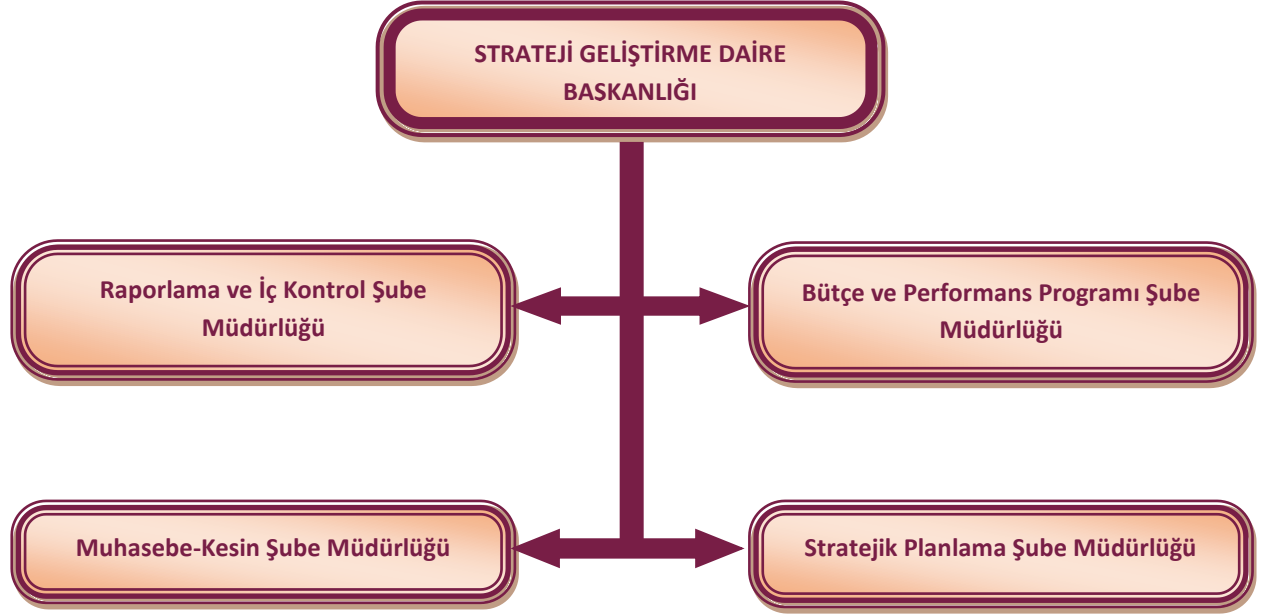 STRATEJİ GELİŞTİRME DAİRE
BAŞKANLIĞI
Raporlama ve İç Kontrol Şube
Müdürlüğü
Bütçe ve Performans Programı Şube
Müdürlüğü
Muhasebe-Kesin Şube Müdürlüğü
Stratejik Planlama Şube Müdürlüğü